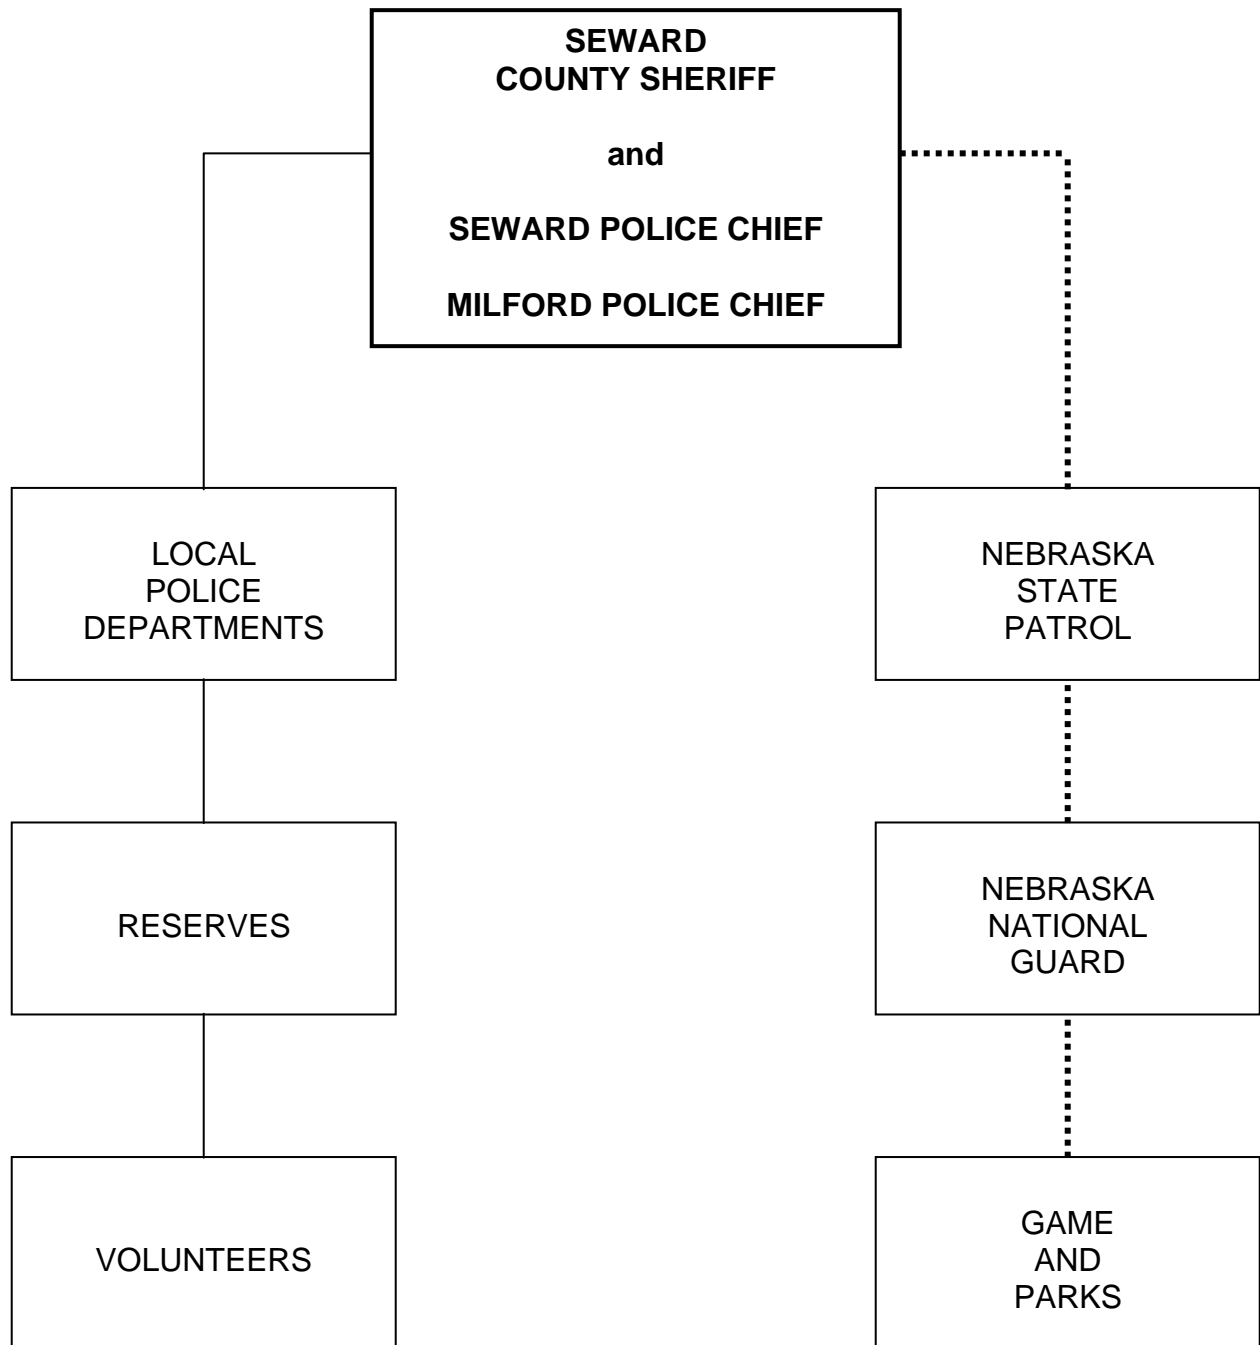 SEWARD
COUNTY SHERIFF
and
SEWARD POLICE CHIEF
MILFORD POLICE CHIEF
LOCAL
POLICE
DEPARTMENTS
NEBRASKA
STATE
PATROL
RESERVES
NEBRASKA
NATIONAL
GUARD
VOLUNTEERS
GAME
AND
PARKS